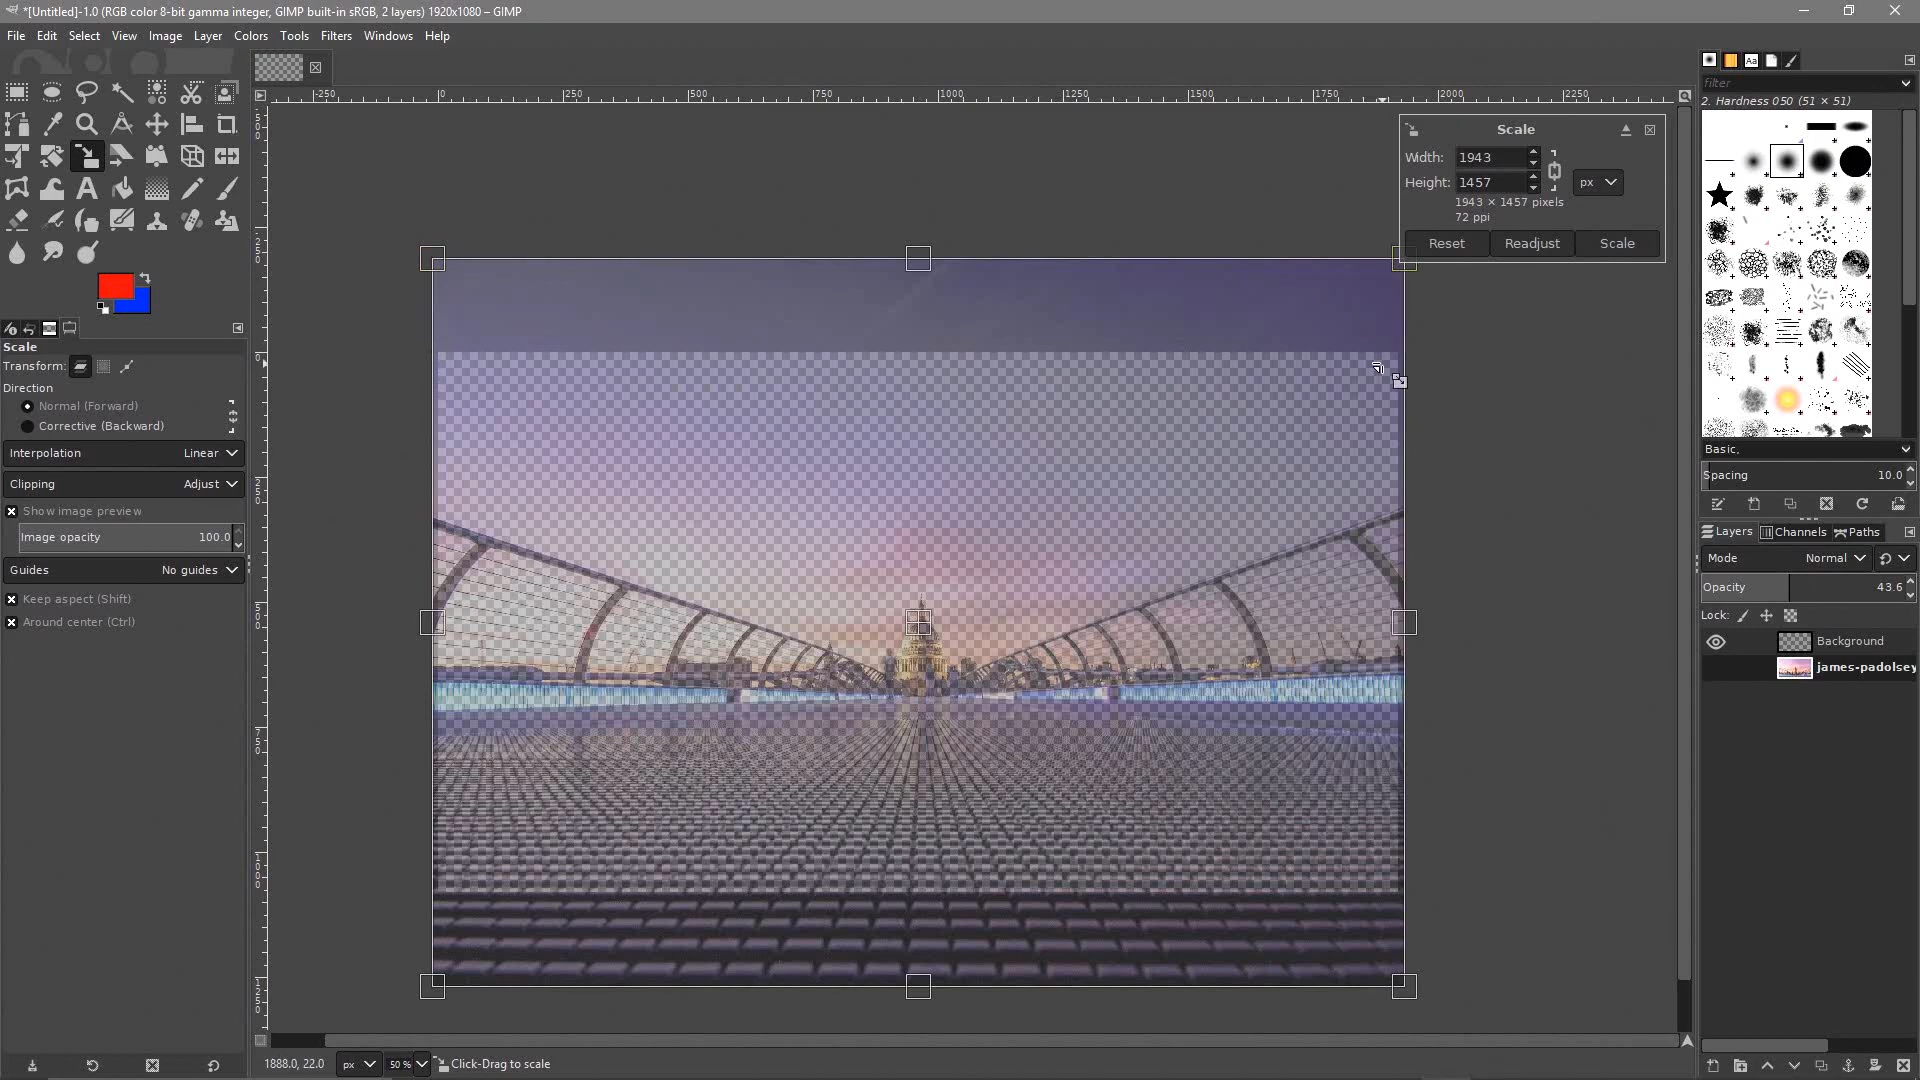 *[Untitled]-1.0 (RGB color 8-bit gamma integer, GIMP built-in sRGB, 2 layers) 1920x1080 – GIMP
File Edit Select View Image Layer Colors Tools Filters Windows Help
-250 0 250 500 750 1000 1250 1500 1750 2000 2250
filter
2. Hardness 050 (51 × 51)
Scale
Width: 1943
Height: 1457 px
1943 × 1457 pixels
72 ppi
Reset Readjust Scale
Scale
Transform:
Direction
Normal (Forward)
Corrective (Backward)
Interpolation Linear
Clipping Adjust
Show image preview
Image opacity 100.0
Guides No guides
Keep aspect (Shift)
Around center (Ctrl)
Basic,
Spacing 10.0
Layers Channels Paths
Mode Normal
Opacity 43.6
Lock:
Background
james-padolsey
1888.0, 22.0 px 50 % Click-Drag to scale